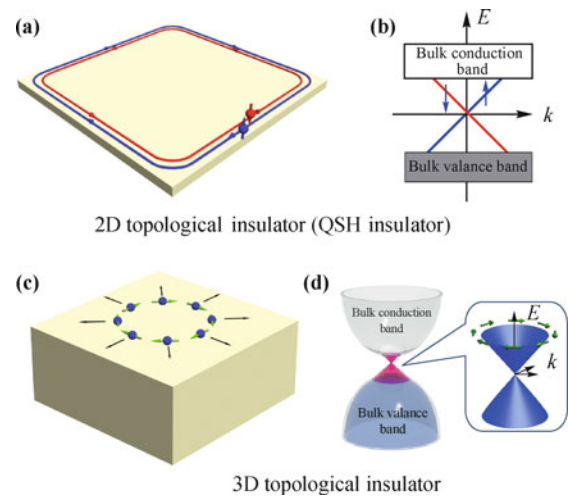 (a)
(b)
E
Bulk conduction
band
k
Bulk valance band
2D topological insulator (QSH insulator)
(c)
(d)
Bulk conduction
band
Bulk valance
band
E
k
3D topological insulator